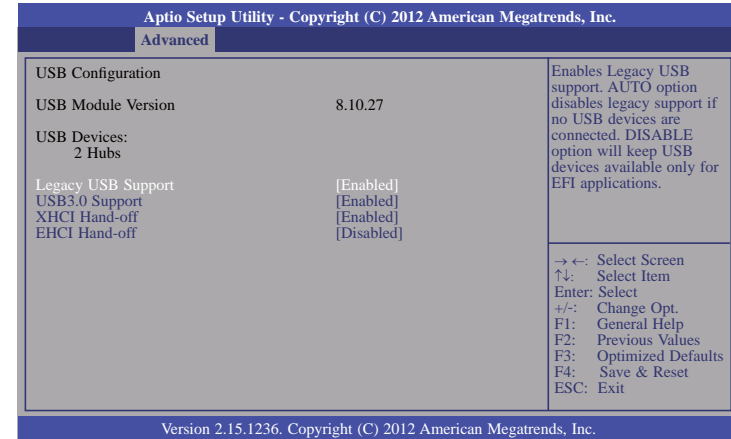 Aptio Setup Utility - Copyright (C) 2012 American Megatrends, Inc.
Advanced
USB Configuration
USB Module Version 8.10.27
USB Devices:
2 Hubs
Legacy USB Support [Enabled]
USB3.0 Support [Enabled]
XHCI Hand-off [Enabled]
EHCI Hand-off [Disabled]
Enables Legacy USB
support. AUTO option
disables legacy support if
no USB devices are
connected. DISABLE
option will keep USB
devices available only for
EFI applications.
→ ←: Select Screen
↑↓: Select Item
Enter: Select
+/-: Change Opt.
F1: General Help
F2: Previous Values
F3: Optimized Defaults
F4: Save & Reset
ESC: Exit
Version 2.15.1236. Copyright (C) 2012 American Megatrends, Inc.